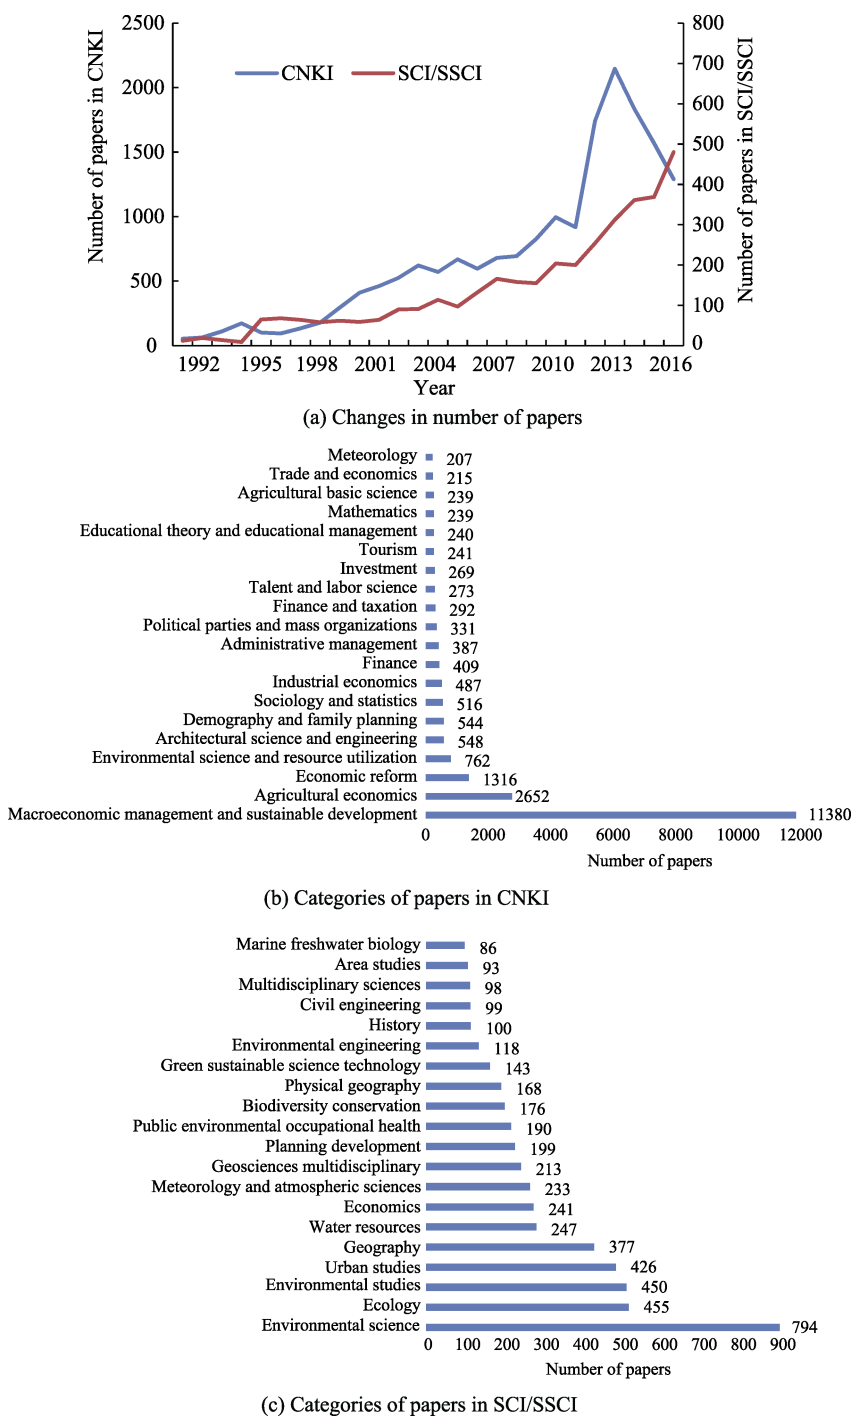 2500
2000
1500
1000
500
0
Number of papers in CNKI
CNKI
SCI/SSCI
800
700
600
500
400
300
200
100
0
Number of papers in SCI/SSCI
1992 1995 1998 2001 2004 2007 2010 2013 2016
Year
(a) Changes in number of papers
Meteorology 207
Trade and economics 215
Agricultural basic science 239
Mathematics 239
Educational theory and educational management 240
Tourism 241
Investment 269
Talent and labor science 273
Finance and taxation 292
Political parties and mass organizations 331
Administrative management 387
Finance 409
Industrial economics 487
Sociology and statistics 516
Demography and family planning 544
Architectural science and engineering 548
Environmental science and resource utilization 762
Economic reform 1316
Agricultural economics 2652
Macroeconomic management and sustainable development 11380
0 2000 4000 6000 8000 10000 12000
Number of papers
(b) Categories of papers in CNKI
Marine freshwater biology 86
Area studies 93
Multidisciplinary sciences 98
Civil engineering 99
History 100
Environmental engineering 118
Green sustainable science technology 143
Physical geography 168
Biodiversity conservation 176
Public environmental occupational health 190
Planning development 199
Geosciences multidisciplinary 213
Meteorology and atmospheric sciences 233
Economics 241
Water resources 247
Geography 377
Urban studies 426
Environmental studies 450
Ecology 455
Environmental science 794
0 100 200 300 400 500 600 700 800 900
Number of papers
(c) Categories of papers in SCI/SSCI